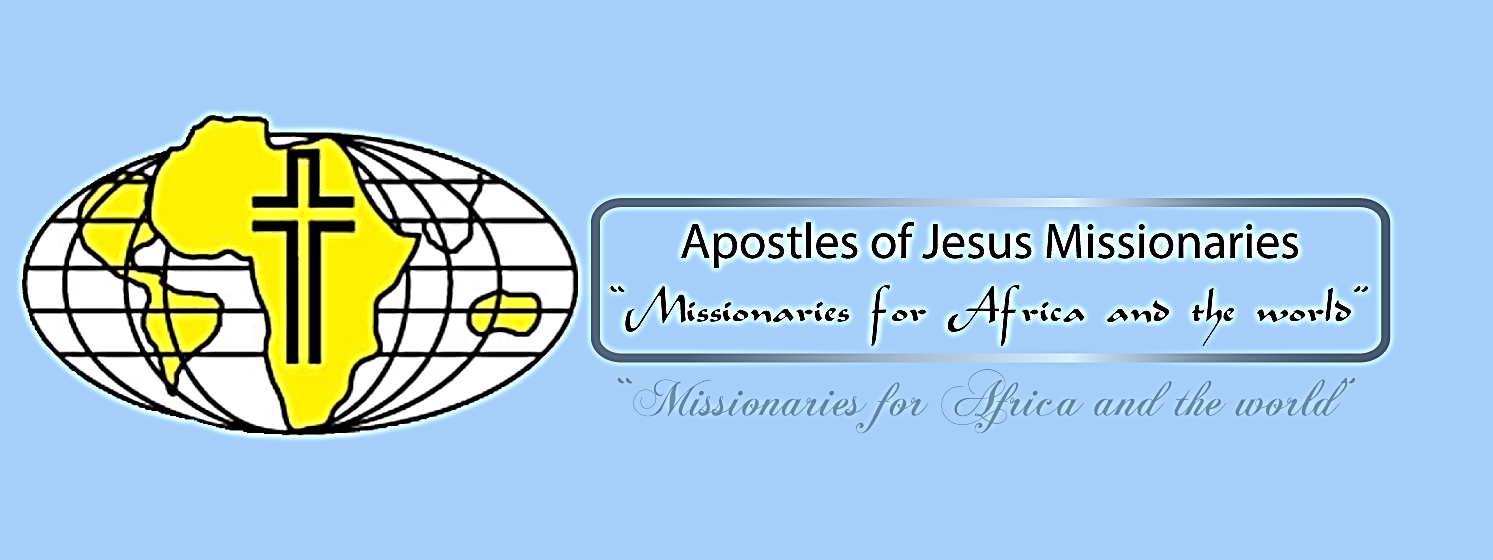 Apostles of Jesus Missionaries
“Missionaries for Africa and the world”
“Missionaries for Africa and the world”